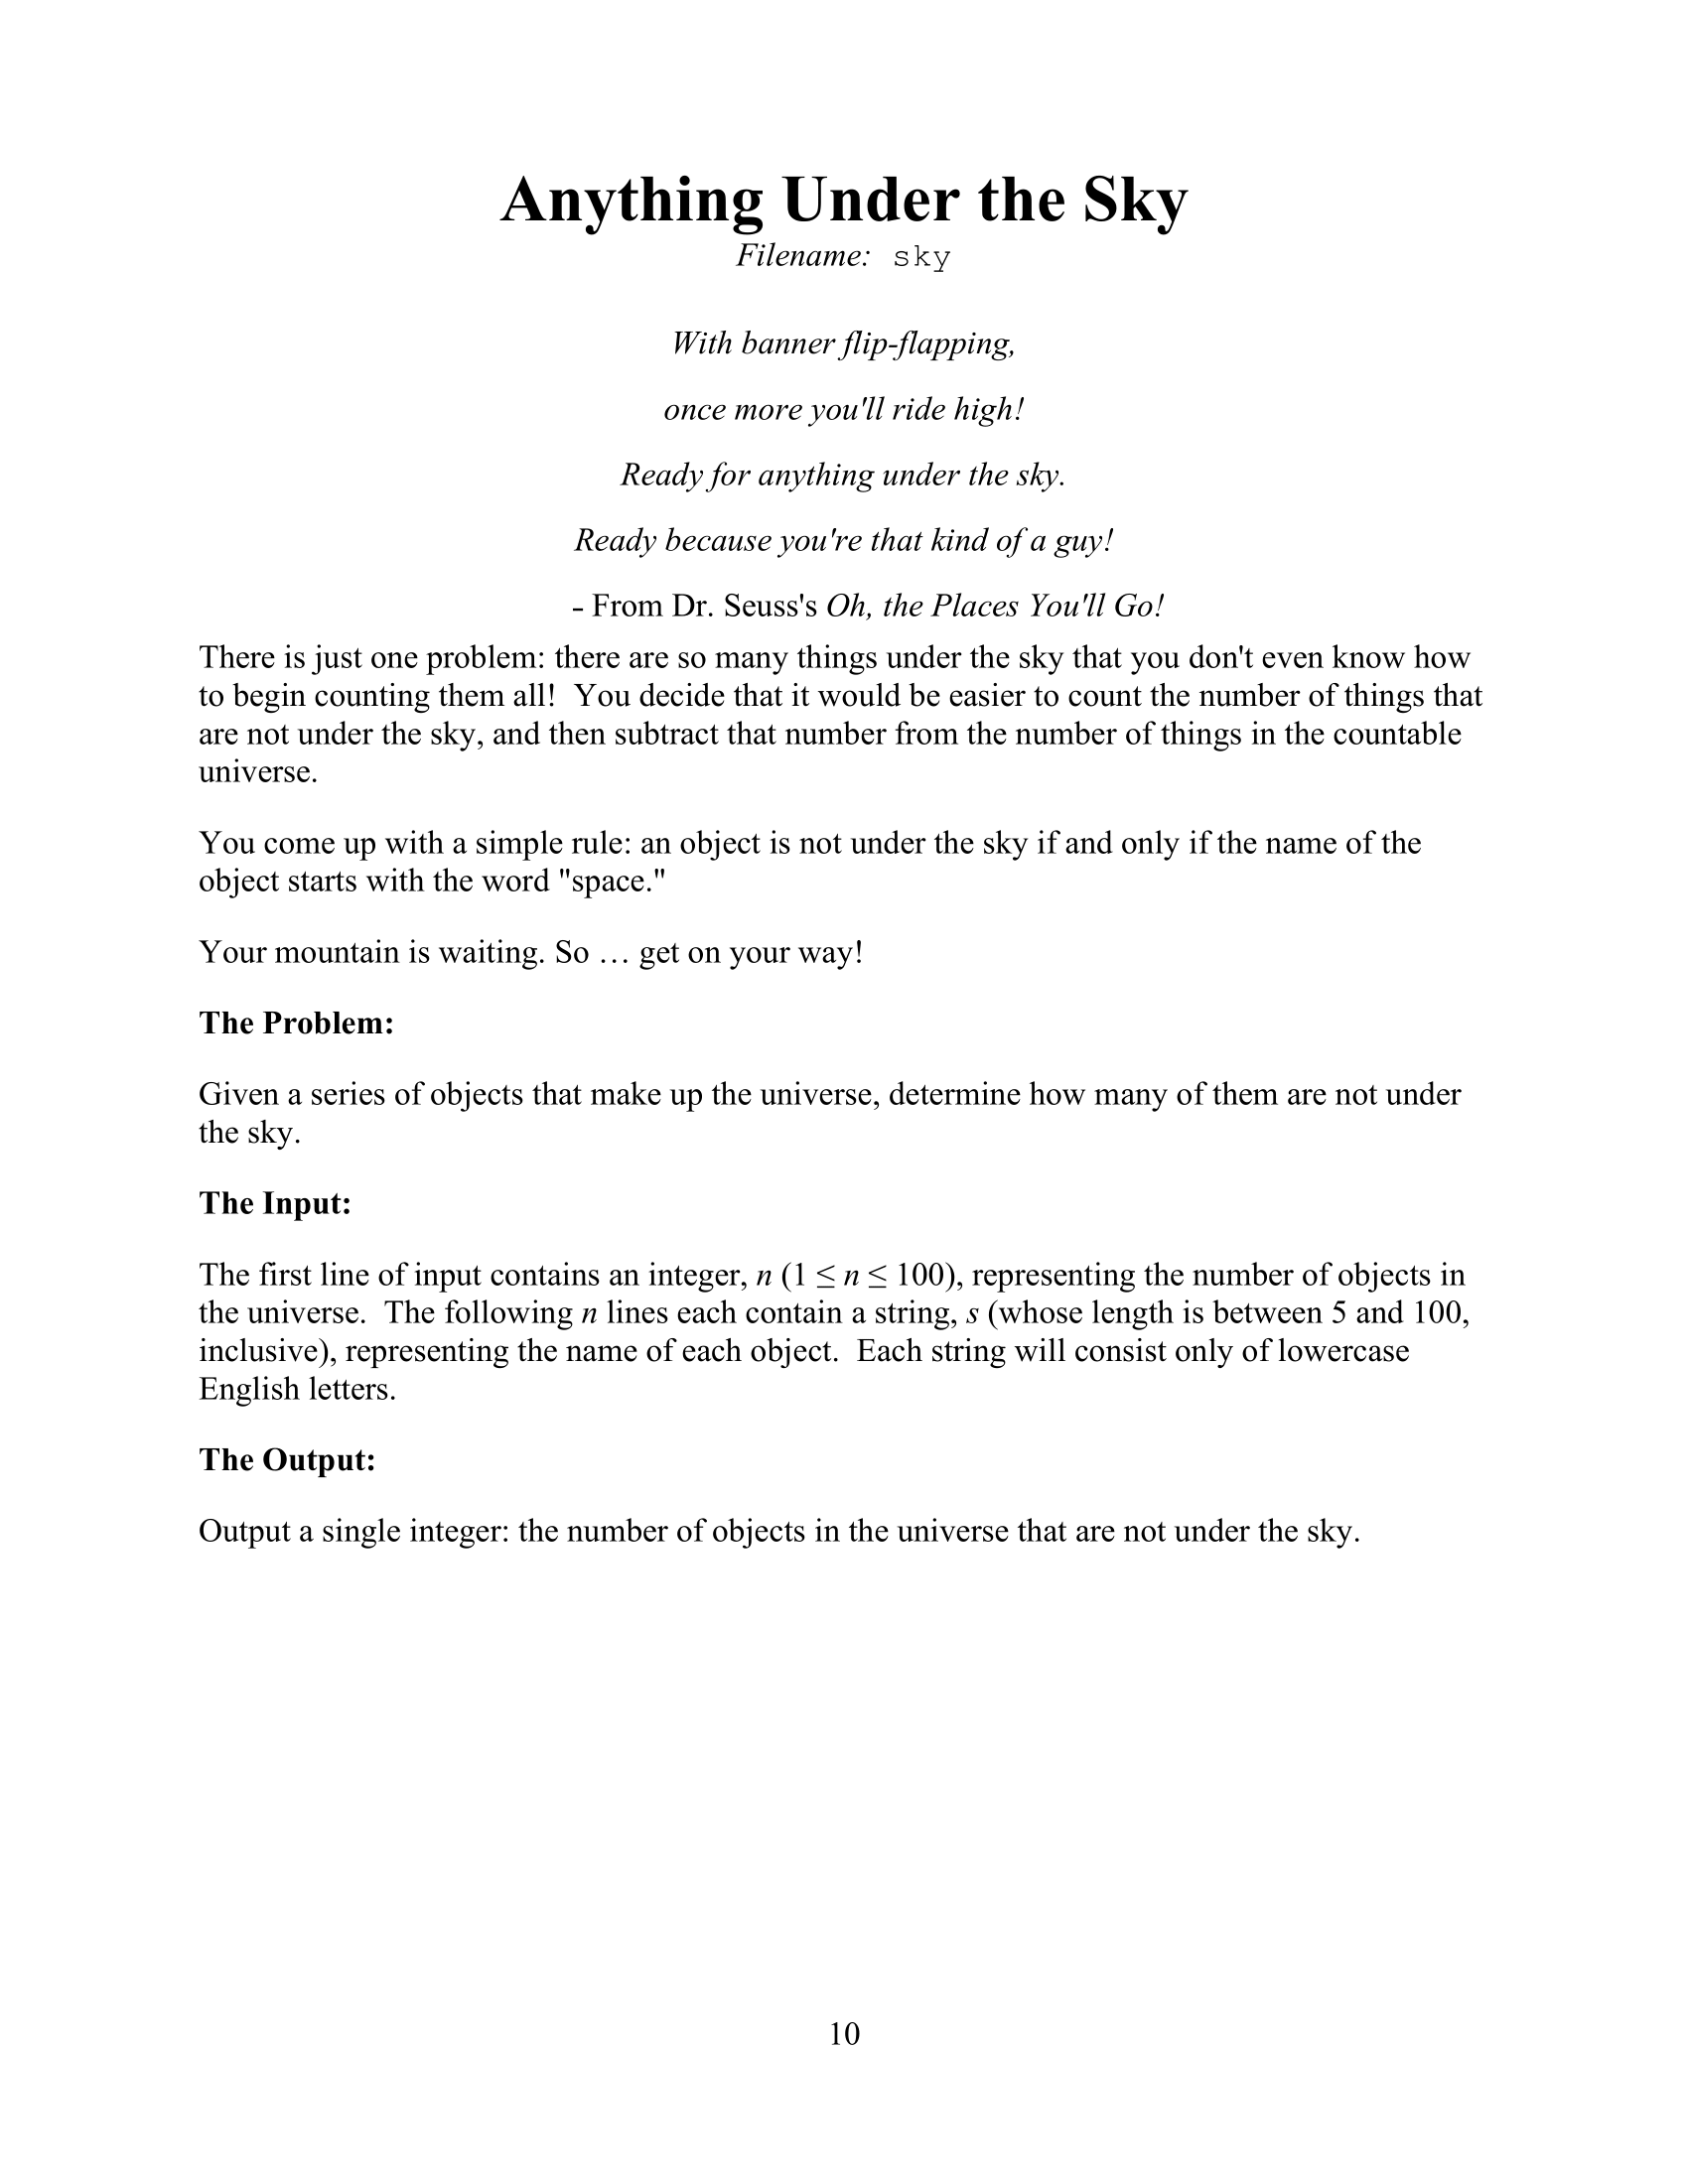 Anything Under the Sky
Filename: sky
With banner flip-flapping,
once more you'll ride high!
Ready for anything under the sky.
Ready because you're that kind of a guy!
- From Dr. Seuss's Oh, the Places You'll Go!
There is just one problem: there are so many things under the sky that you don't even know how
to begin counting them all!  You decide that it would be easier to count the number of things that
are not under the sky, and then subtract that number from the number of things in the countable
universe.
You come up with a simple rule: an object is not under the sky if and only if the name of the
object starts with the word "space."
Your mountain is waiting. So … get on your way!
The Problem:
Given a series of objects that make up the universe, determine how many of them are not under
the sky.
The Input:
The first line of input contains an integer, n (1 ≤ n ≤ 100), representing the number of objects in
the universe.  The following n lines each contain a string, s (whose length is between 5 and 100,
inclusive), representing the name of each object.  Each string will consist only of lowercase
English letters.
The Output:
Output a single integer: the number of objects in the universe that are not under the sky.
10